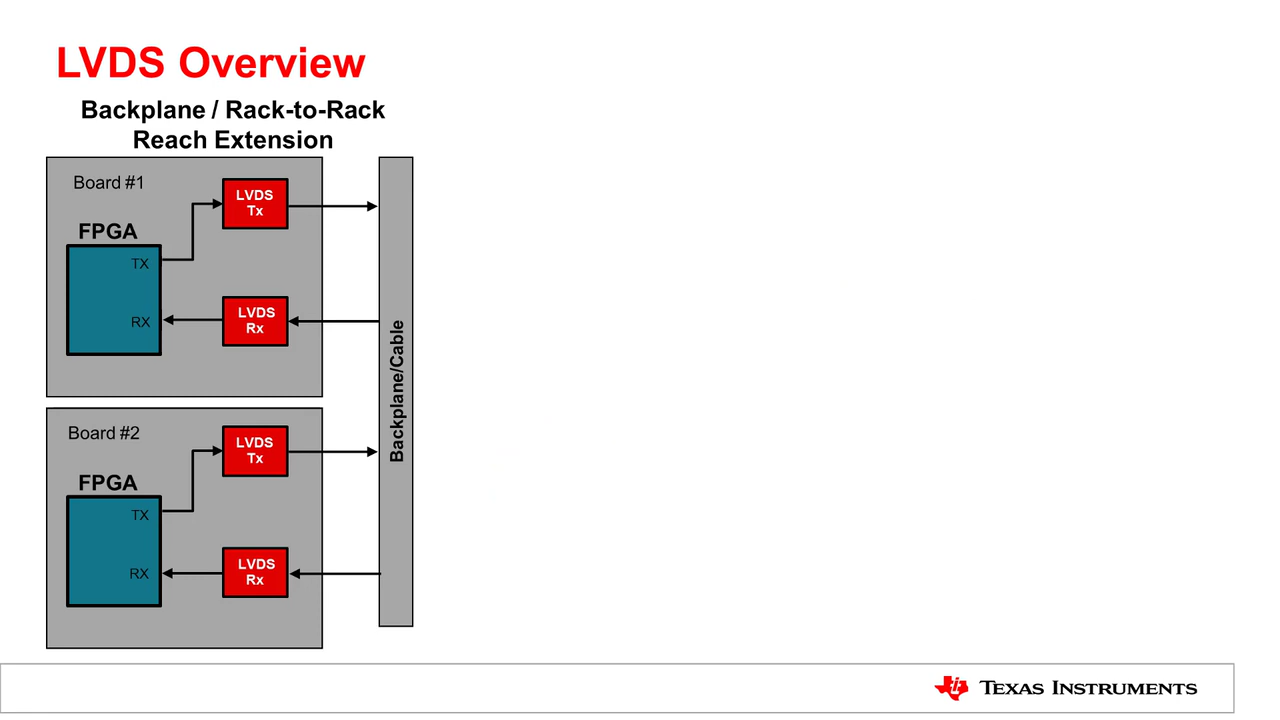 LVDS Overview
Backplane / Rack-to-Rack
Reach Extension
Board #1
LVDS
Tx
FPGA
TX
RX
LVDS
Rx
Backplane/Cable
Board #2
LVDS
Tx
FPGA
TX
RX
LVDS
Rx
TEXAS INSTRUMENTS